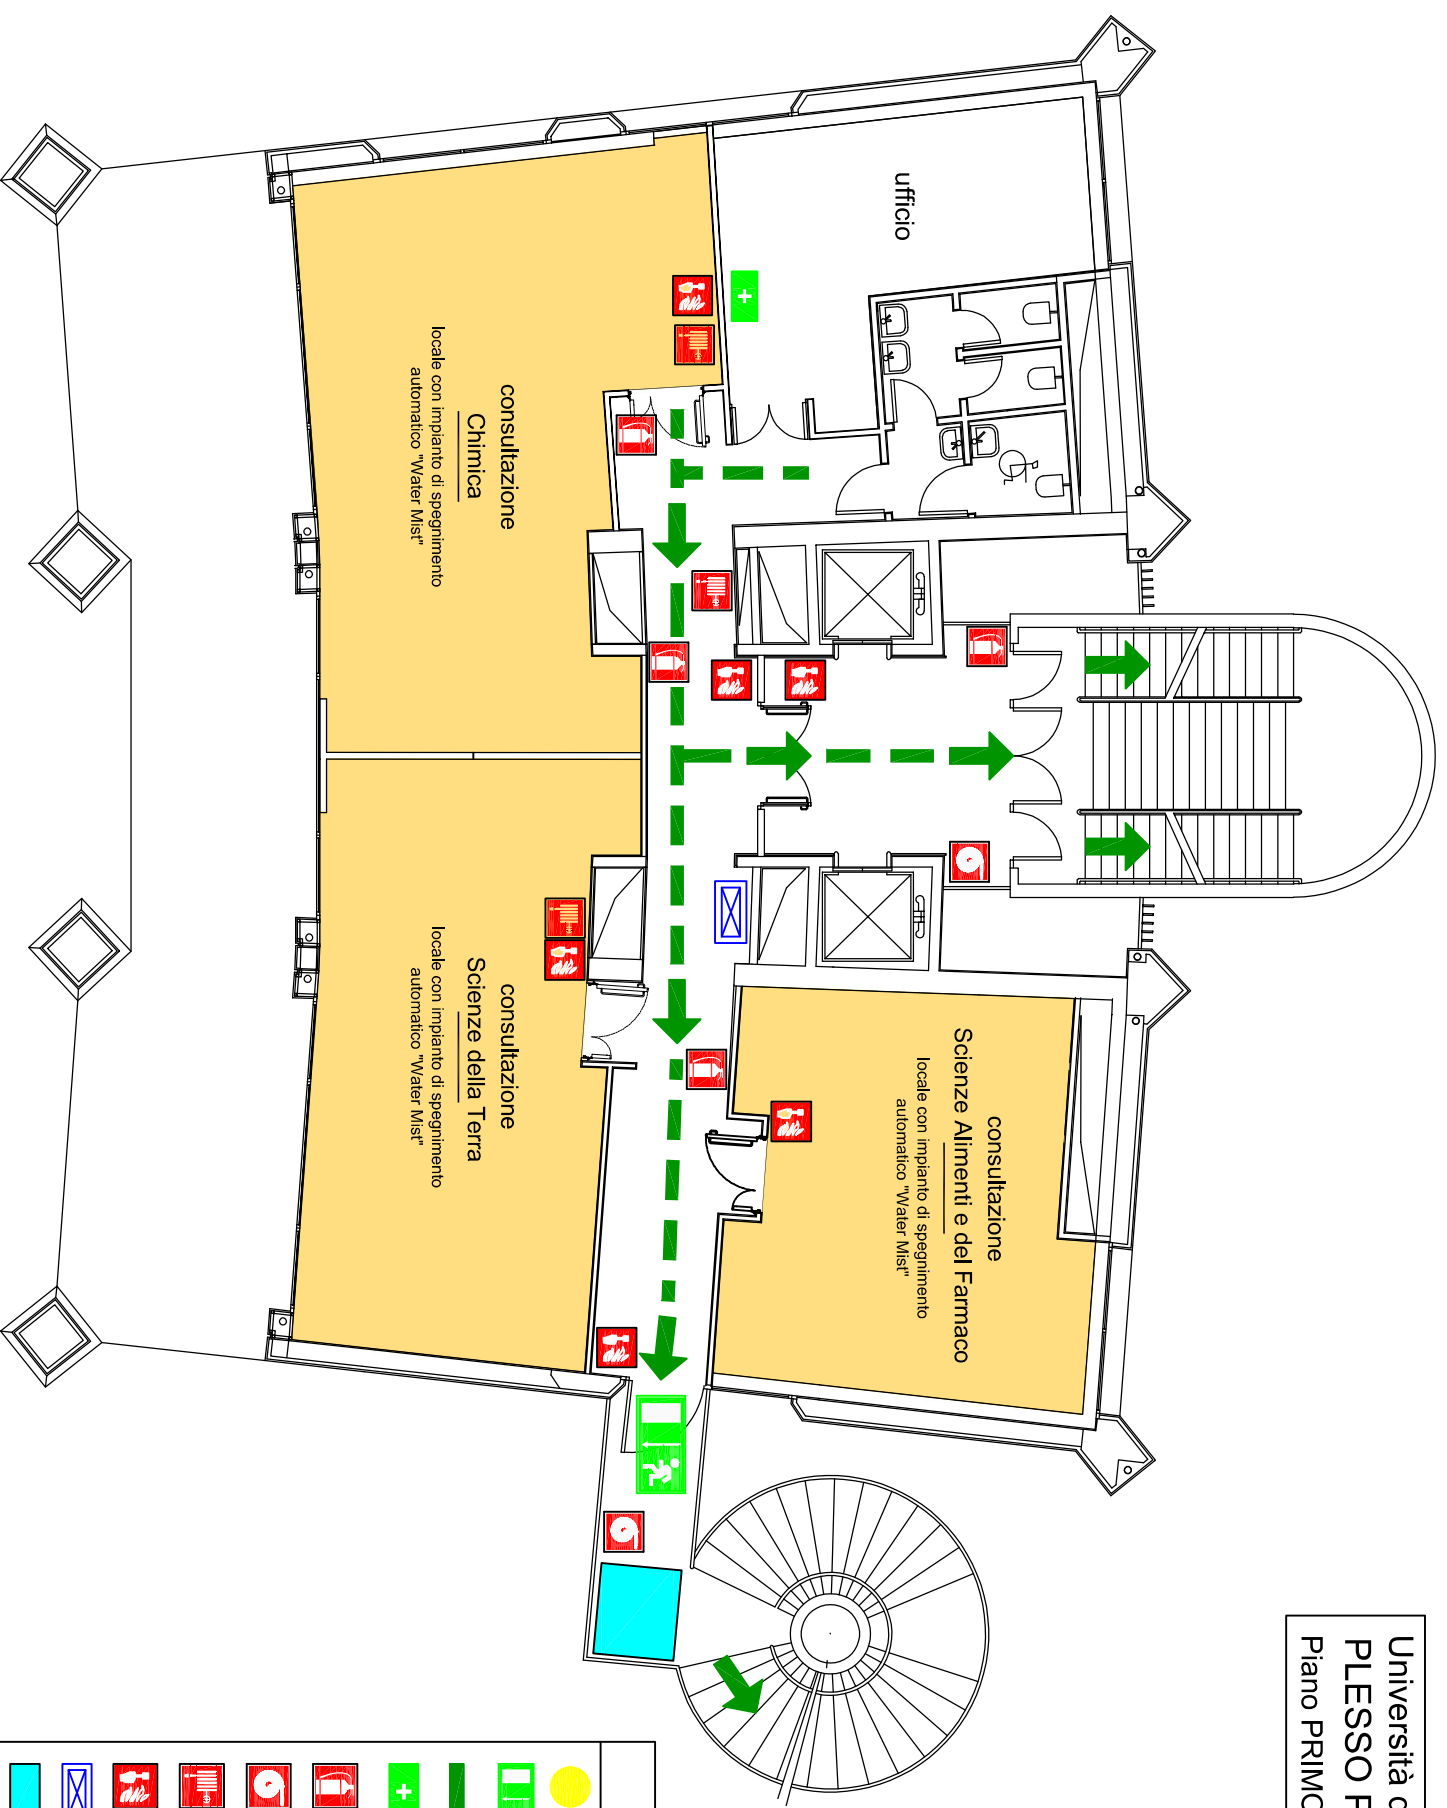 Università
PLESSO
Piano PRIMO
ufficio
consultazione
Chimica
locale con impianto di spegnimento
automatico "Water Mist"
consultazione
Scienze della Terra
locale con impianto di spegnimento
automatico "Water Mist"
consultazione
Scienze Alimenti e del Farmaco
locale con impianto di spegnimento
automatico "Water Mist"